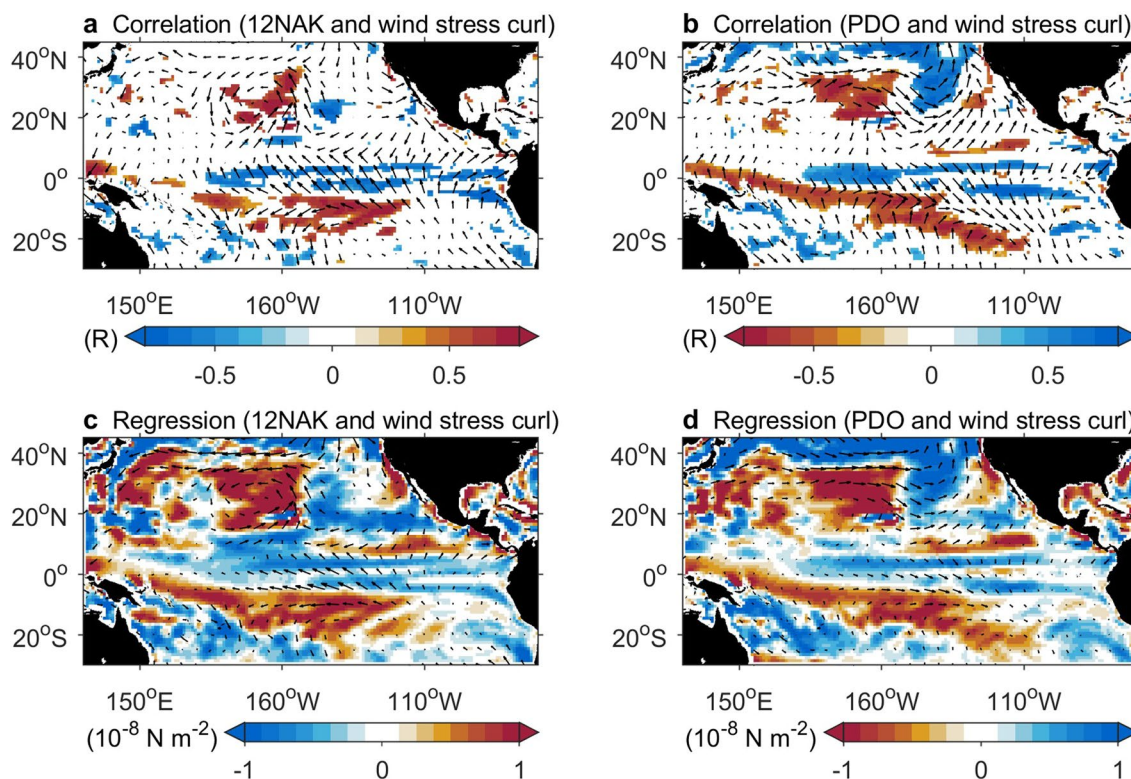 a Correlation (12NAK and wind stress curl)
40°N
20°N
0°
20°S
150°E 160°W 110°W
(R)
-0.5 0 0.5
b Correlation (PDO and wind stress curl)
40°N
20°N
0°
20°S
150°E 160°W 110°W
(R)
-0.5 0 0.5
c Regression (12NAK and wind stress curl)
40°N
20°N
0°
20°S
150°E 160°W 110°W
(10⁻⁸ N m⁻²)
-1 0 1
d Regression (PDO and wind stress curl)
40°N
20°N
0°
20°S
150°E 160°W 110°W
(10⁻⁸ N m⁻²)
-1 0 1